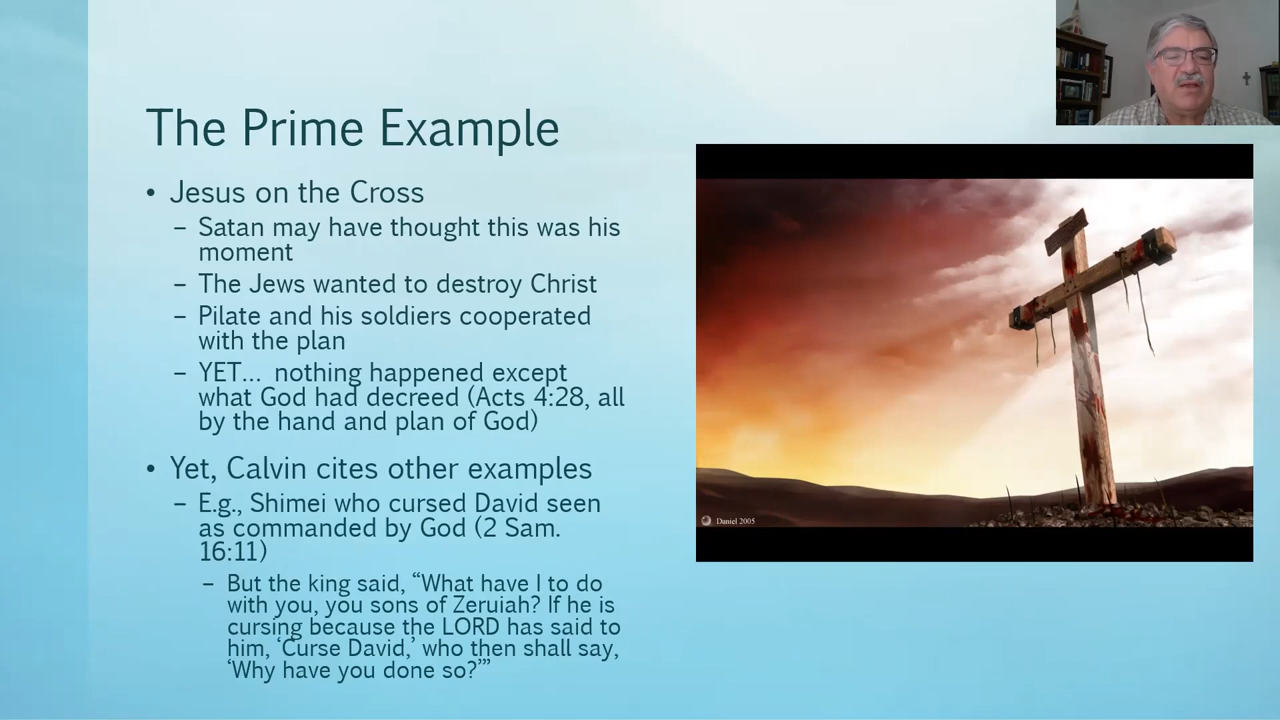 The Prime Example
• Jesus on the Cross
– Satan may have thought this was his
moment
– The Jews wanted to destroy Christ
– Pilate and his soldiers cooperated
with the plan
– YET… nothing happened except
what God had decreed (Acts 4:28, all
by the hand and plan of God)
• Yet, Calvin cites other examples
– E.g., Shimei who cursed David seen
as commanded by God (2 Sam.
16:11)
– But the king said, “What have I to do
with you, you sons of Zeruiah? If he is
cursing because the LORD has said to
him, ‘Curse David,’ who then shall say,
‘Why have you done so?’”
Daniel 2005